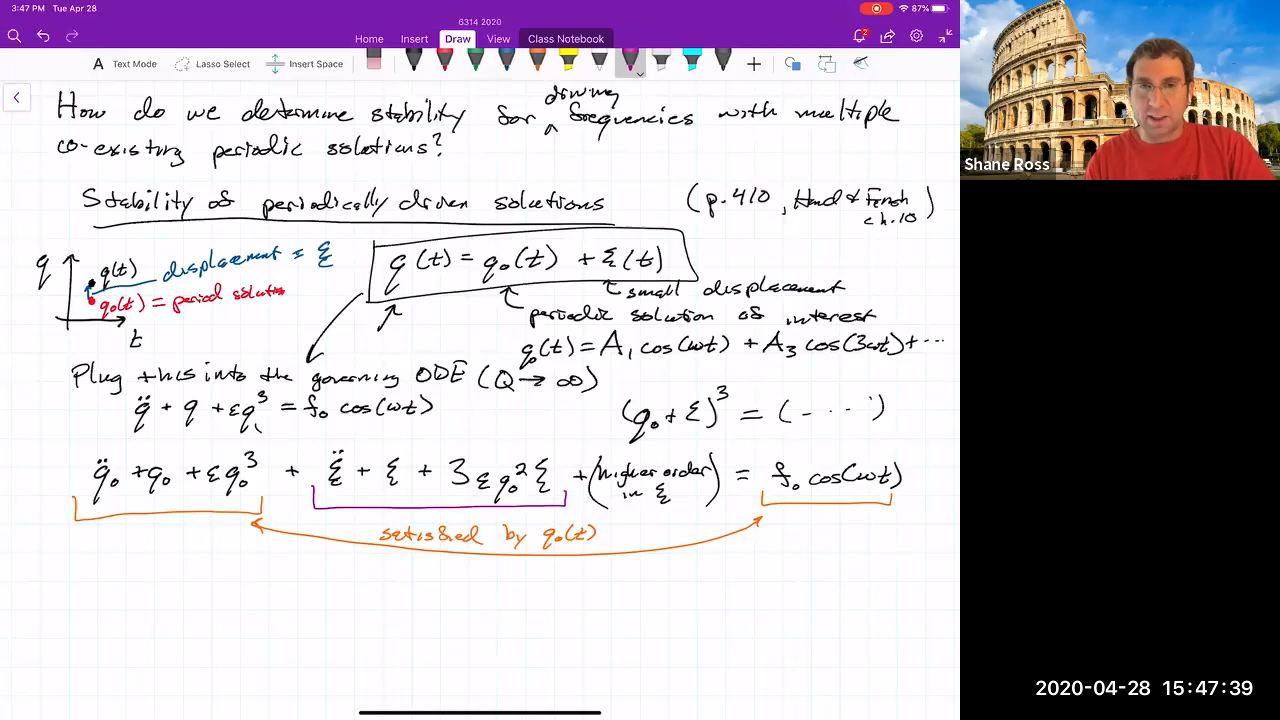 3:47 PM Tue Apr 28
87%
6314 2020
Home Insert Draw View Class Notebook
2
A Text Mode Lasso Select Insert Space
How do we determine stability for driving frequencies with multiple
co-existing periodic solutions?
Stability of periodically driven solutions (p. 410, Hand & Finch
ch. 10)
q
q(t)
displacement = ξ
q₀(t) = period solution
t
q(t) = q₀(t) + ξ(t)
small displacement
periodic solution of interest
q₀(t) = A₁ cos(ωt) + A₃ cos(3ωt) + ...
Plug this into the governing ODE (Q → ∞)
q̈ + q + εq³ = f₀ cos(ωt)
(q₀ + ξ)³ = (- ... )
q̈₀ + q₀ + εq₀³ + ξ̈ + ξ + 3εq₀²ξ + (higher order in ξ) = f₀ cos(ωt)
satisfied by q₀(t)
Shane Ross
2020-04-28 15:47:39